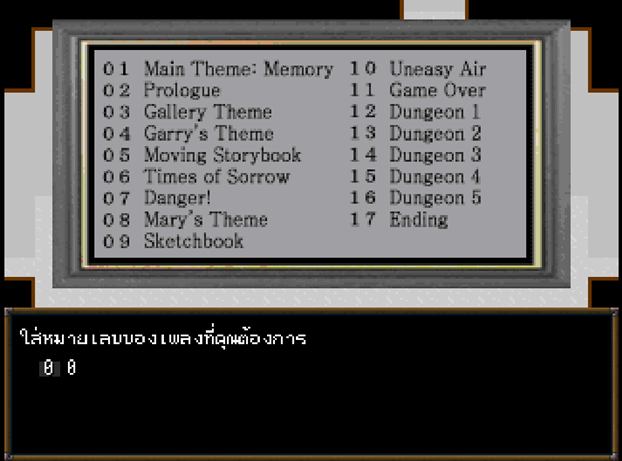 01 Main Theme: Memory
02 Prologue
03 Gallery Theme
04 Garry's Theme
05 Moving Storybook
06 Times of Sorrow
07 Danger!
08 Mary's Theme
09 Sketchbook
10 Uneasy Air
11 Game Over
12 Dungeon 1
13 Dungeon 2
14 Dungeon 3
15 Dungeon 4
16 Dungeon 5
17 Ending
ใส่หมายเลขของเพลงที่คุณต้องการ
0 0